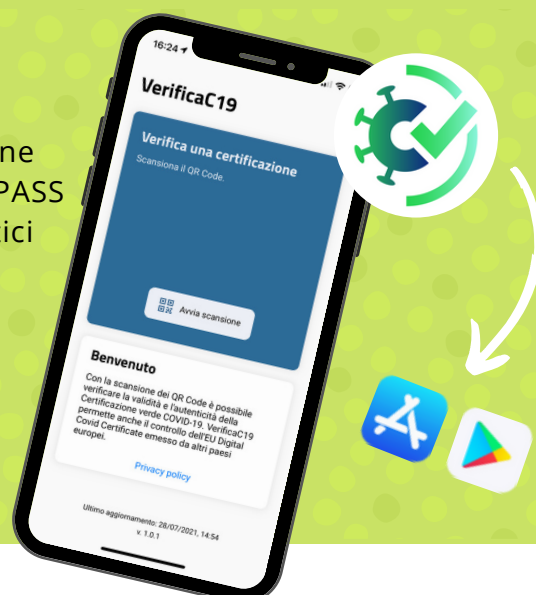 PASS
16:24
VerificaC19
Verifica una certificazione
Scansiona il QR Code.
Avvia scansione
Benvenuto
Con la scansione dei QR Code è possibile
verificare la validità e l'autenticità della
Certificazione verde COVID-19. VerificaC19
permette anche il controllo dell'EU Digital
Covid Certificate emesso da altri paesi
europei.
Privacy policy
Ultimo aggiornamento: 28/07/2021, 14:54
v. 1.0.1